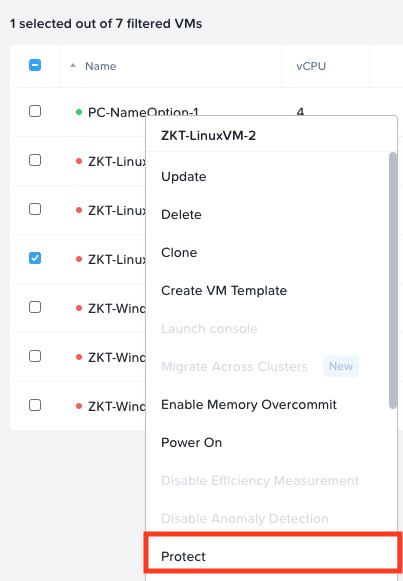 1 selected out of 7 filtered VMs
Name vCPU
PC-NameOption-1 4
ZKT-LinuxVM-2
ZKT-Linux
Update
ZKT-Linux
Delete
ZKT-Linux
Clone
Create VM Template
ZKT-Wind
Launch console
ZKT-Wind
Migrate Across Clusters New
ZKT-Wind
Enable Memory Overcommit
Power On
Disable Efficiency Measurement
Disable Anomaly Detection
Protect